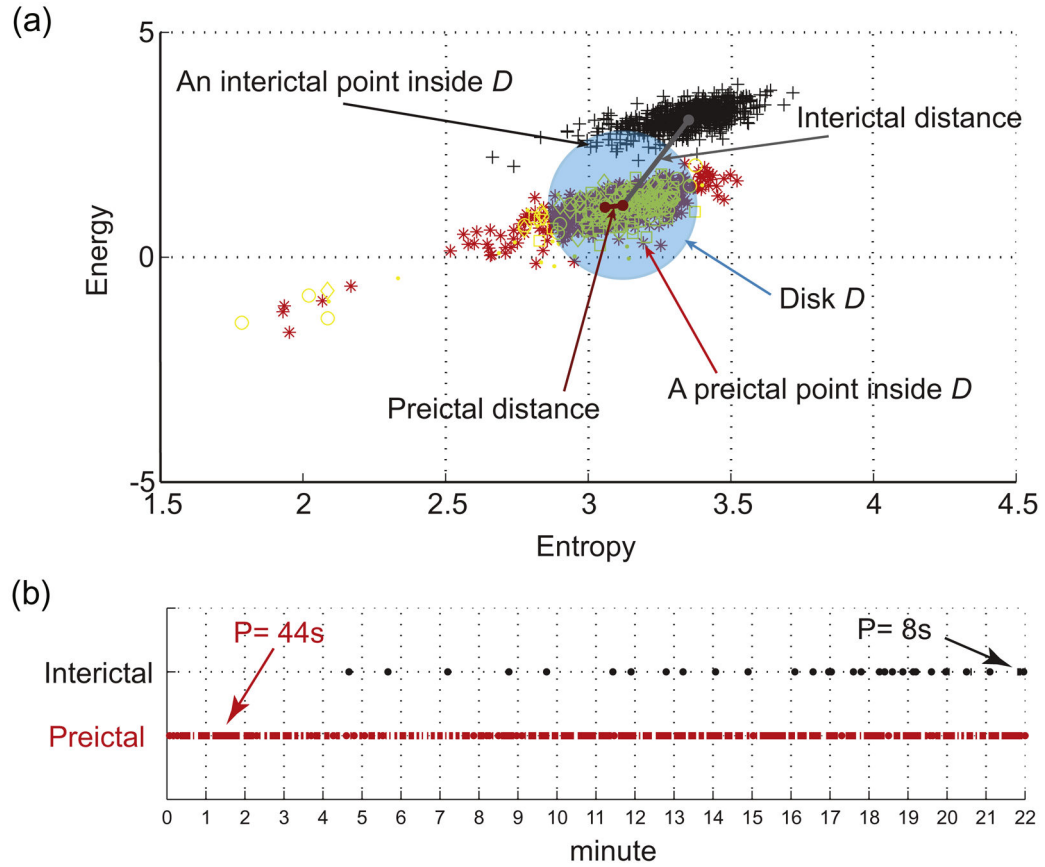 (a)
5
An interictal point inside D
Interictal distance
Energy
0
Disk D
Preictal distance
A preictal point inside D
-5
1.5 2 2.5 3 3.5 4 4.5
Entropy
(b)
P= 44s
P= 8s
Interictal
Preictal
0 1 2 3 4 5 6 7 8 9 10 11 12 13 14 15 16 17 18 19 20 21 22
minute